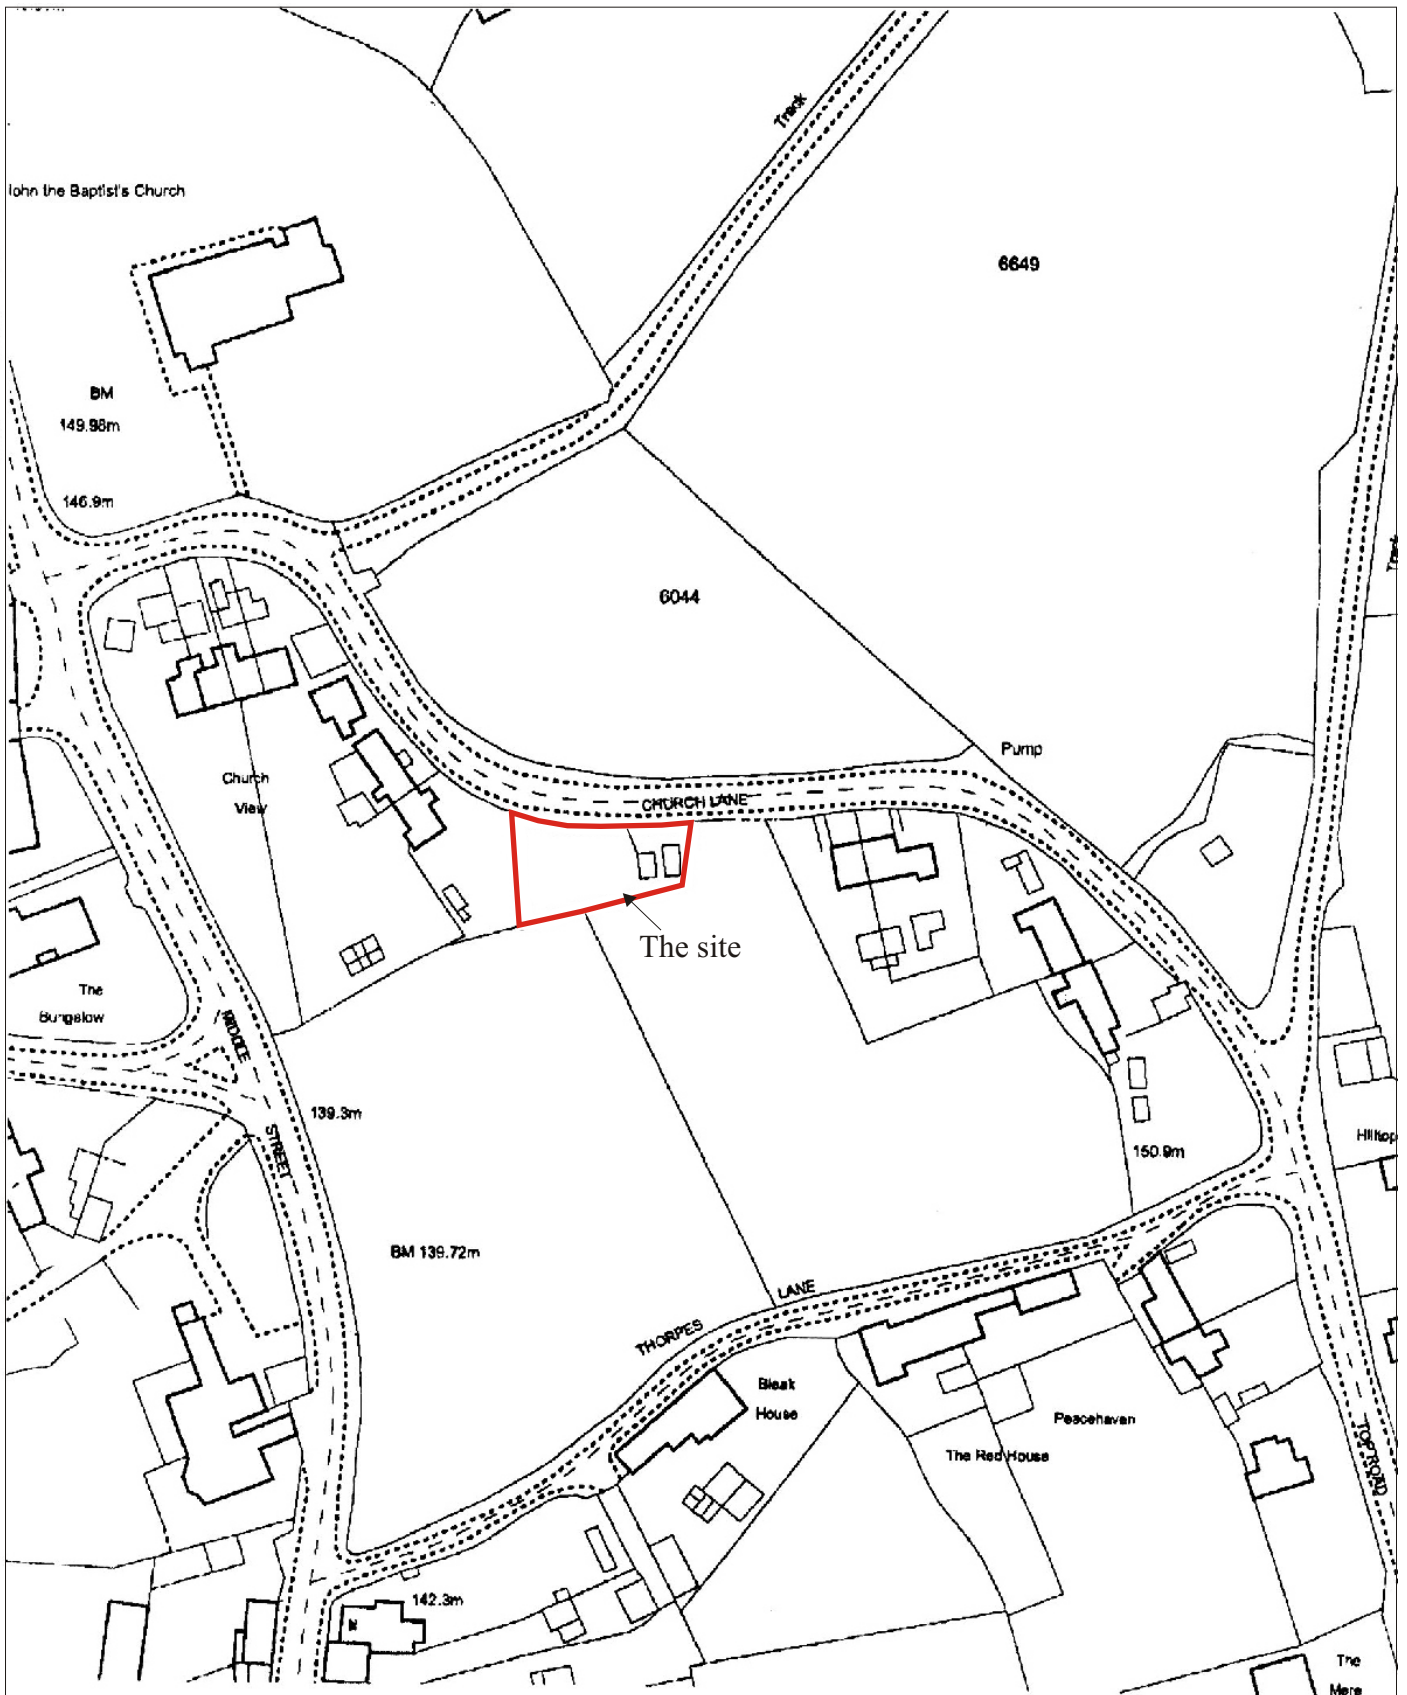 Track
John the Baptist's Church
6649
BM
149.98m
146.9m
Track
6044
Pump
Church
View
CHURCH LANE
The site
The
Bungalow
MIDDLE
STREET
139.3m
Hilltop
150.9m
BM 139.72m
THORPES
LANE
Bleak
House
Peacehaven
The Red House
TOP ROAD
142.3m
The
Mere